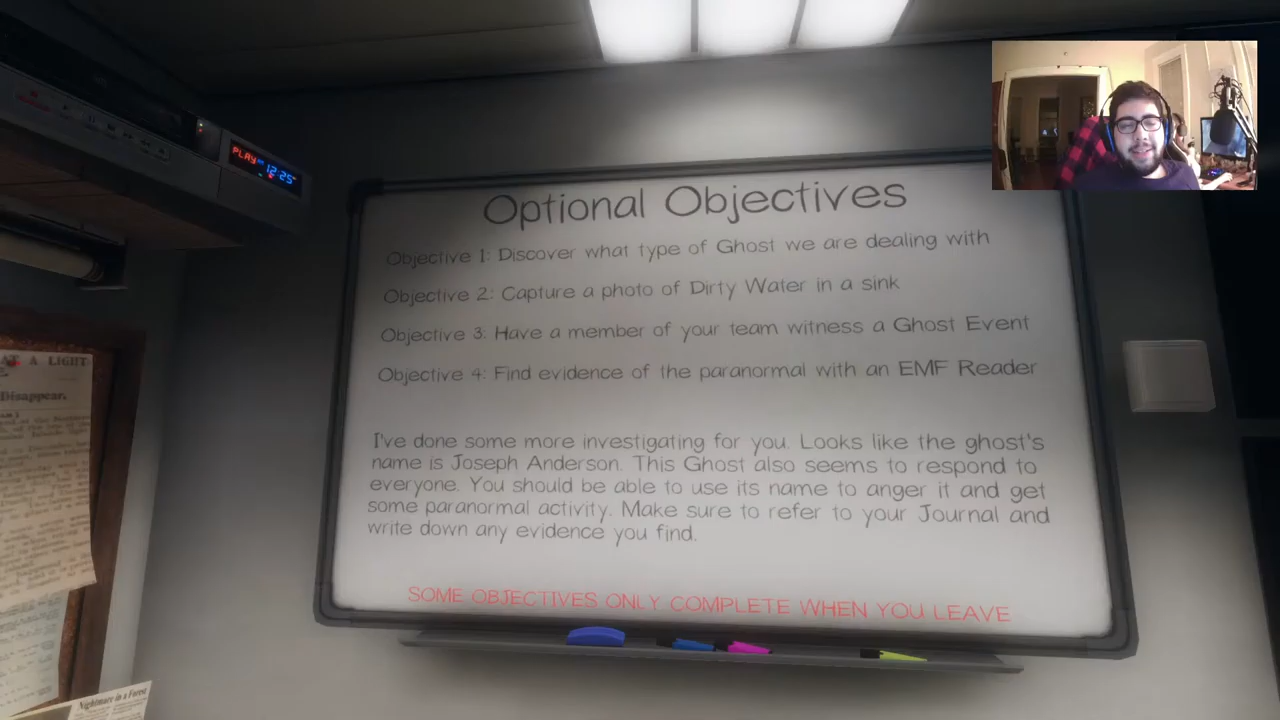 PLAY 12:25
Optional Objectives
Objective 1: Discover what type of Ghost we are dealing with
Objective 2: Capture a photo of Dirty Water in a sink
Objective 3: Have a member of your team witness a Ghost Event
Objective 4: Find evidence of the paranormal with an EMF Reader
I've done some more investigating for you. Looks like the ghost's
name is Joseph Anderson. This Ghost also seems to respond to
everyone. You should be able to use its name to anger it and get
some paranormal activity. Make sure to refer to your Journal and
write down any evidence you find.
SOME OBJECTIVES ONLY COMPLETE WHEN YOU LEAVE
AT A LIGHT
Disappear.
Nightmare in a Forest